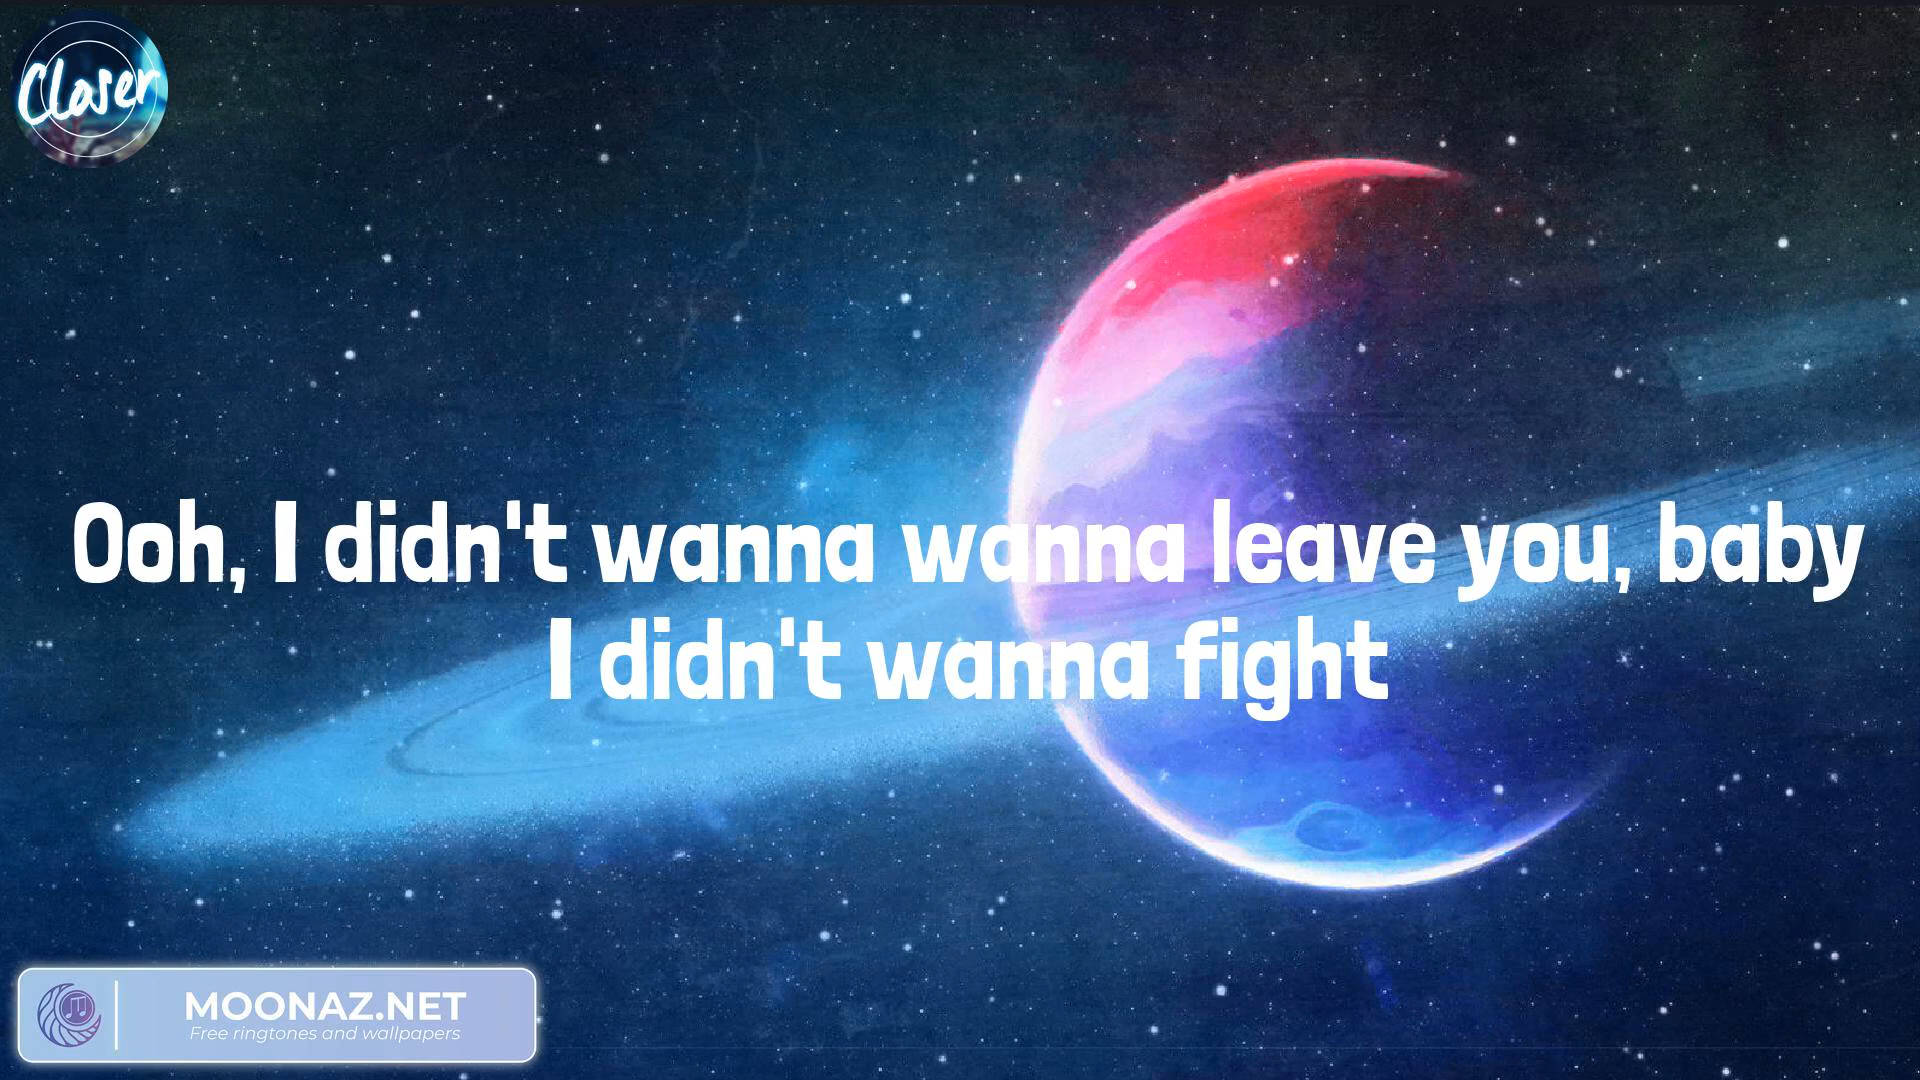 Closer
Ooh, I didn't wanna wanna leave you, baby
I didn't wanna fight
MOONAZ.NET
Free ringtones and wallpapers